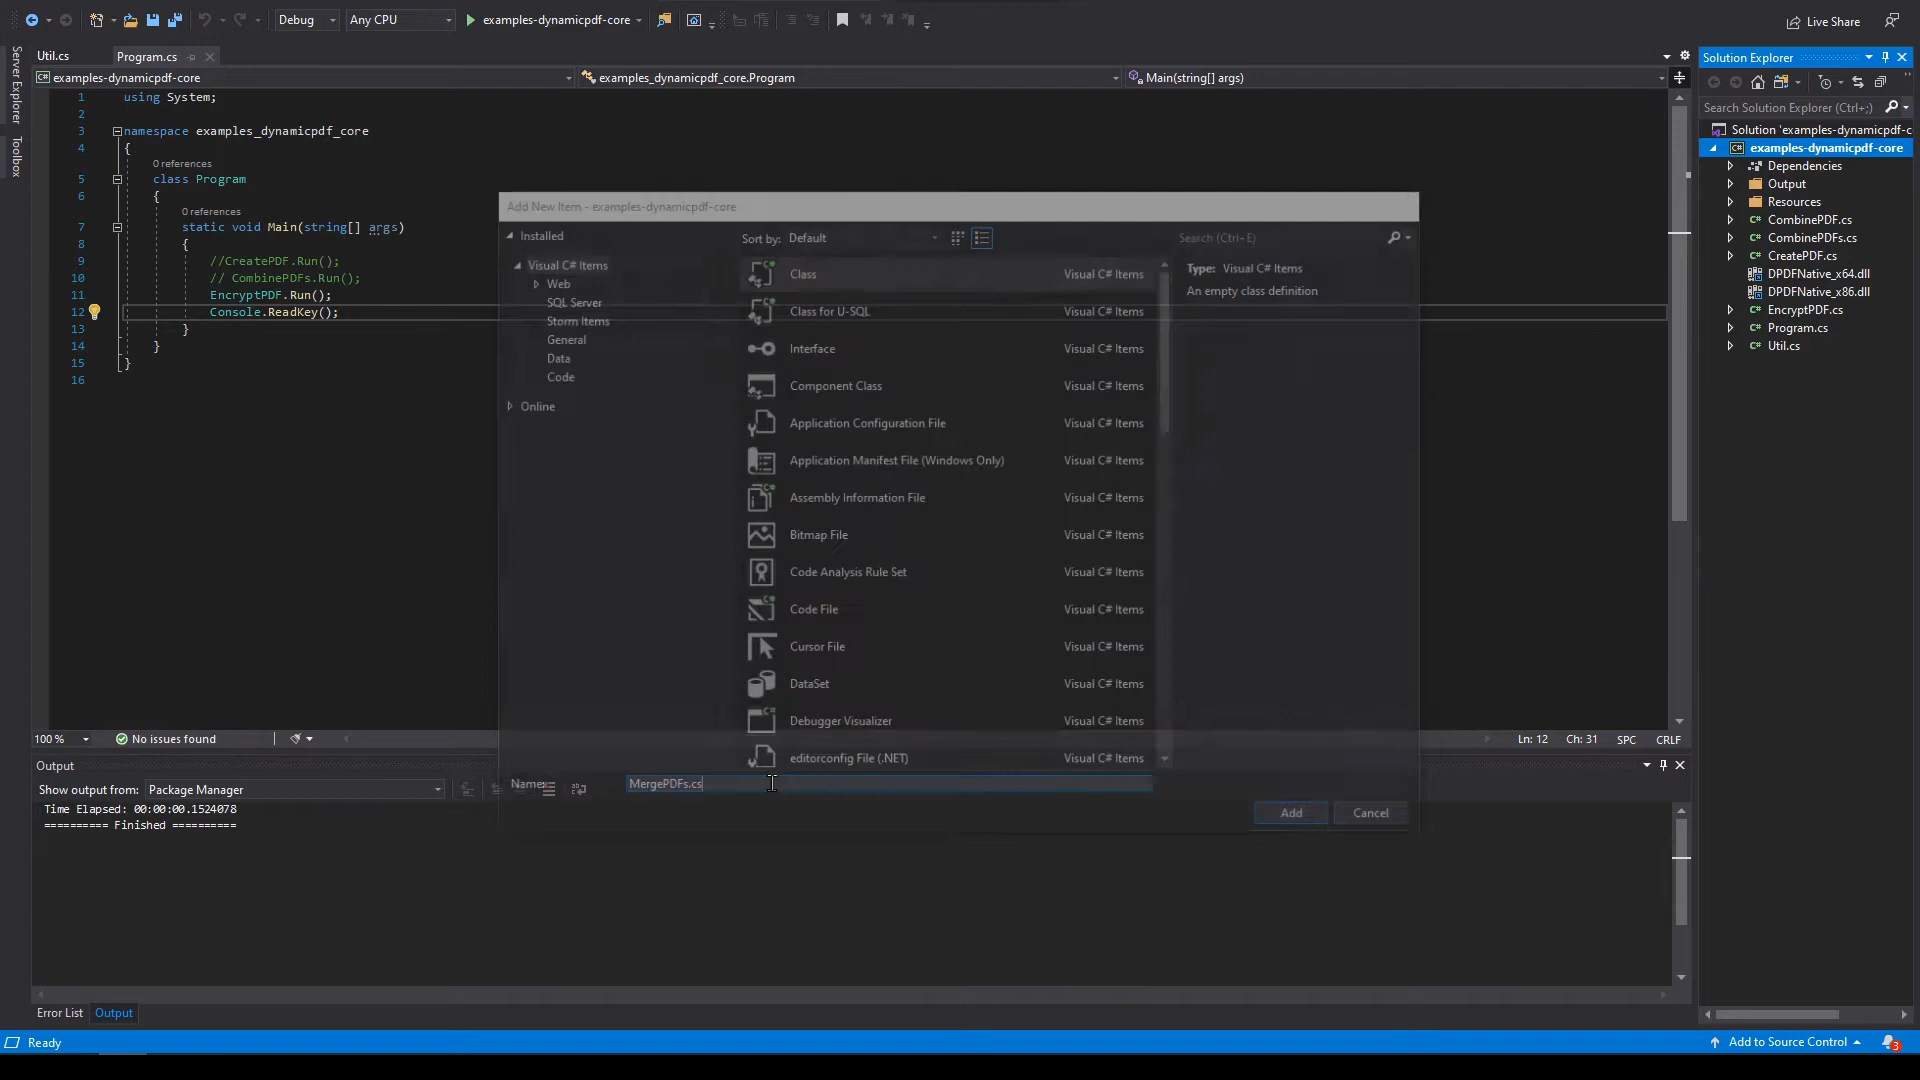 Debug
Any CPU
examples-dynamicpdf-core
Live Share
Server Explorer
Toolbox
Util.cs
Program.cs
examples-dynamicpdf-core
examples_dynamicpdf_core.Program
Main(string[] args)
1 using System;
2
3 namespace examples_dynamicpdf_core
4 {
0 references
5 class Program
6 {
0 references
7 static void Main(string[] args)
8 {
9 //CreatePDF.Run();
10 // CombinePDFs.Run();
11 EncryptPDF.Run();
12 Console.ReadKey();
13 }
14 }
15 }
16
Add New Item - examples-dynamicpdf-core
Installed
Visual C# Items
Web
SQL Server
Storm Items
General
Data
Code
Online
Sort by: Default
Search (Ctrl+E)
Class Visual C# Items
Class for U-SQL Visual C# Items
Interface Visual C# Items
Component Class Visual C# Items
Application Configuration File Visual C# Items
Application Manifest File (Windows Only) Visual C# Items
Assembly Information File Visual C# Items
Bitmap File Visual C# Items
Code Analysis Rule Set Visual C# Items
Code File Visual C# Items
Cursor File Visual C# Items
DataSet Visual C# Items
Debugger Visualizer Visual C# Items
editorconfig File (.NET) Visual C# Items
Type: Visual C# Items
An empty class definition
Name:
MergePDFs.cs
Add
Cancel
100 %
No issues found
Ln: 12 Ch: 31 SPC CRLF
Output
Show output from: Package Manager
Time Elapsed: 00:00:00.1524078
========== Finished ==========
Error List
Output
Ready
Add to Source Control
3
Solution Explorer
Search Solution Explorer (Ctrl+;)
Solution 'examples-dynamicpdf-c
examples-dynamicpdf-core
Dependencies
Output
Resources
CombinePDF.cs
CombinePDFs.cs
CreatePDF.cs
DPDFNative_x64.dll
DPDFNative_x86.dll
EncryptPDF.cs
Program.cs
Util.cs